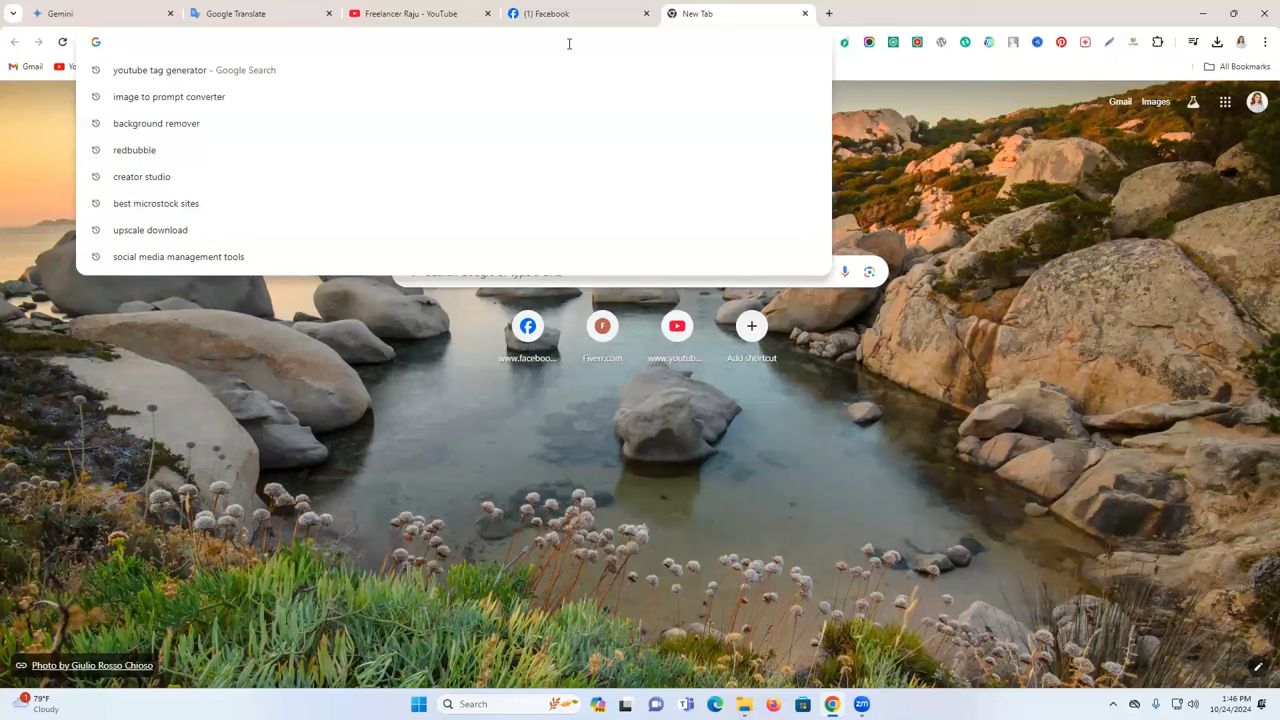 Gemini
Google Translate
Freelancer Raju - YouTube
(1) Facebook
New Tab
Gmail
All Bookmarks
youtube tag generator - Google Search
image to prompt converter
background remover
redbubble
creator studio
best microstock sites
upscale download
social media management tools
Gmail Images
www.faceboo...
Fiverr.com
www.youtub...
Add shortcut
Photo by Giulio Rosso Chioso
1
79°F
Cloudy
Search
1:46 PM
10/24/2024